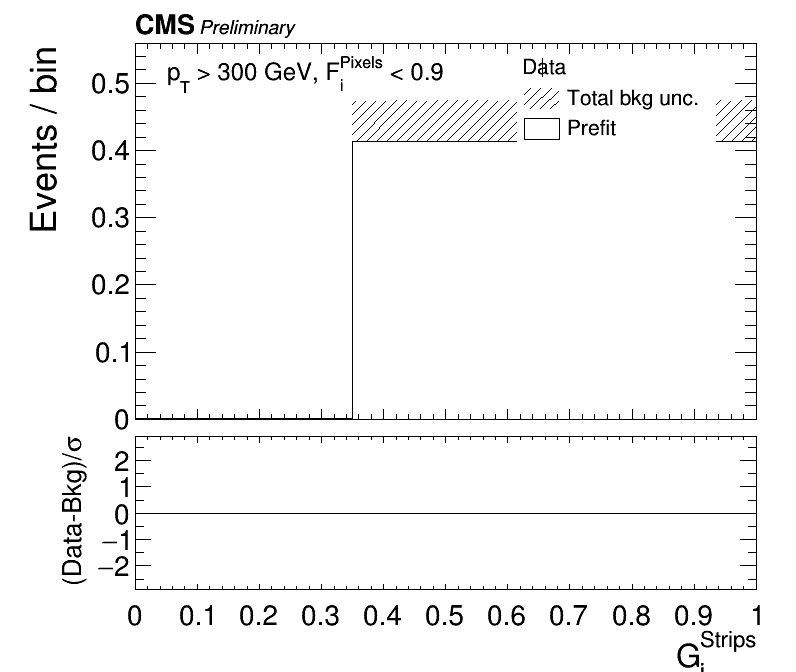 CMS Preliminary
p_T > 300 GeV, F_i^Pixels < 0.9
Data
Total bkg unc.
Prefit
Events / bin
0.5
0.4
0.3
0.2
0.1
0
(Data-Bkg)/σ
2
1
0
−1
−2
0 0.1 0.2 0.3 0.4 0.5 0.6 0.7 0.8 0.9 1
G_i^Strips